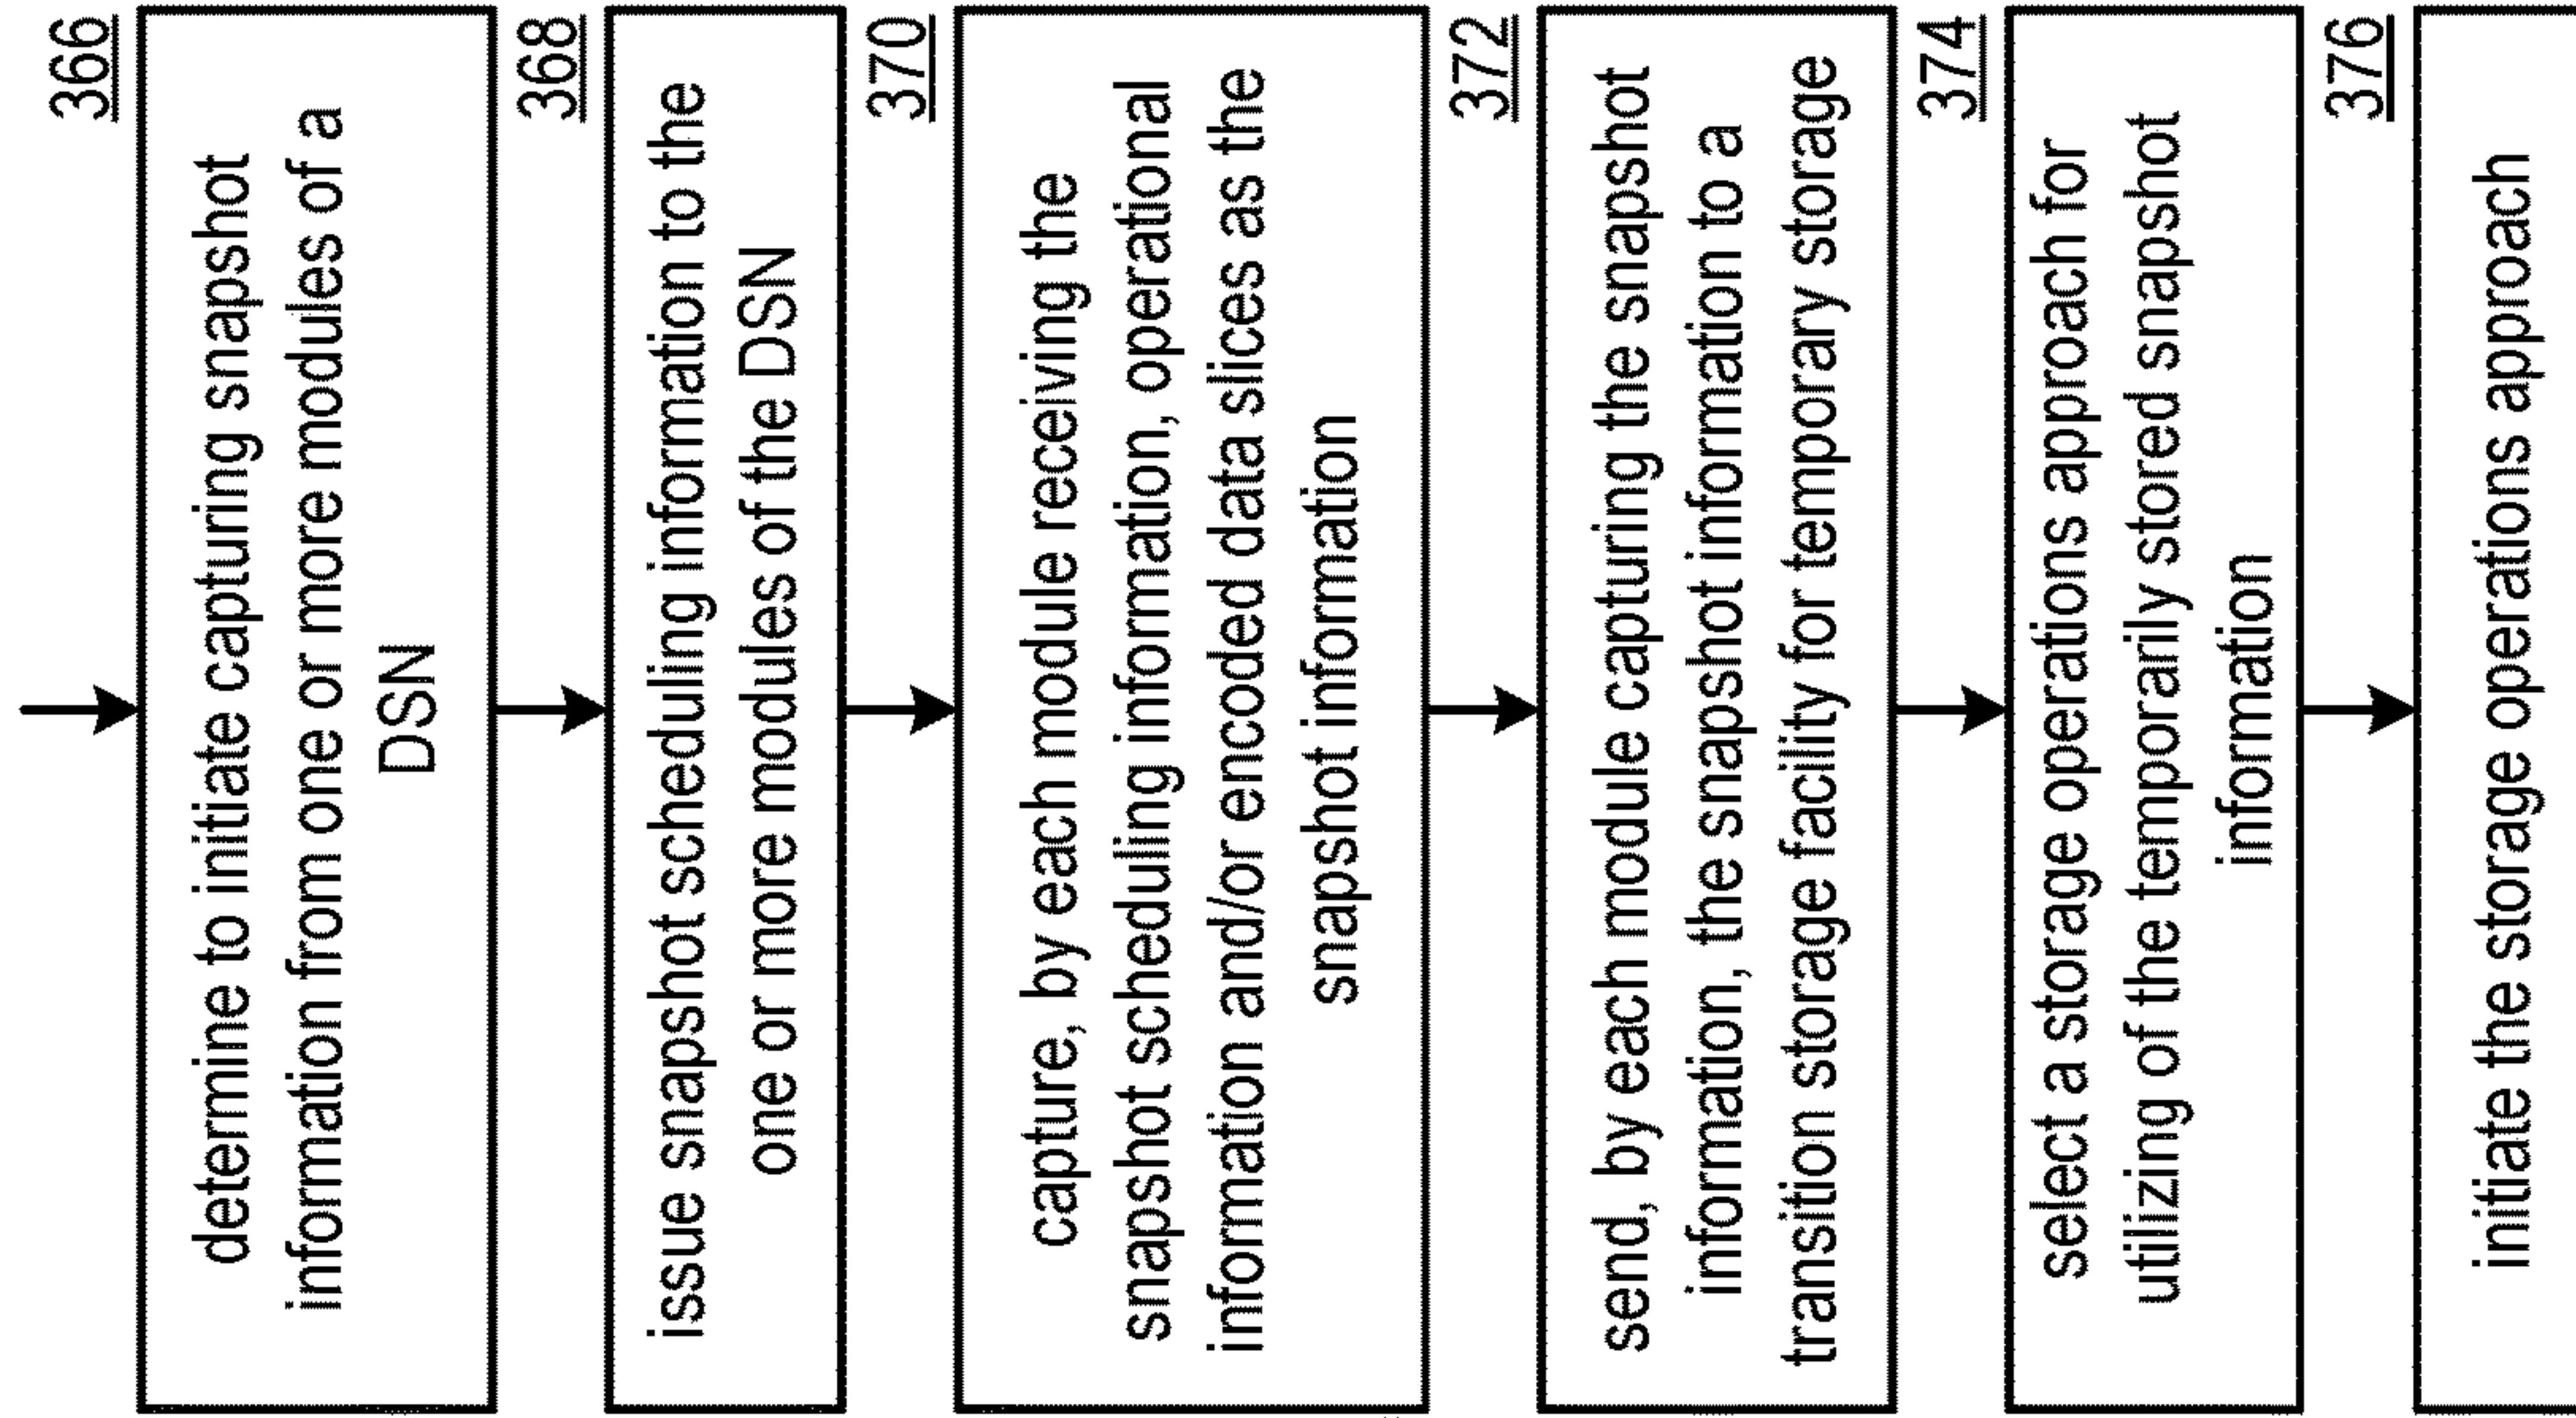 366
determine to initiate capturing snapshot
information from one or more modules of a
DSN
368
issue snapshot scheduling information to the
one or more modules of the DSN
370
capture, by each module receiving the
snapshot scheduling information, operational
information and/or encoded data slices as the
snapshot information
372
send, by each module capturing the snapshot
information, the snapshot information to a
transition storage facility for temporary storage
374
select a storage operations approach for
utilizing of the temporarily stored snapshot
information
376
initiate the storage operations approach